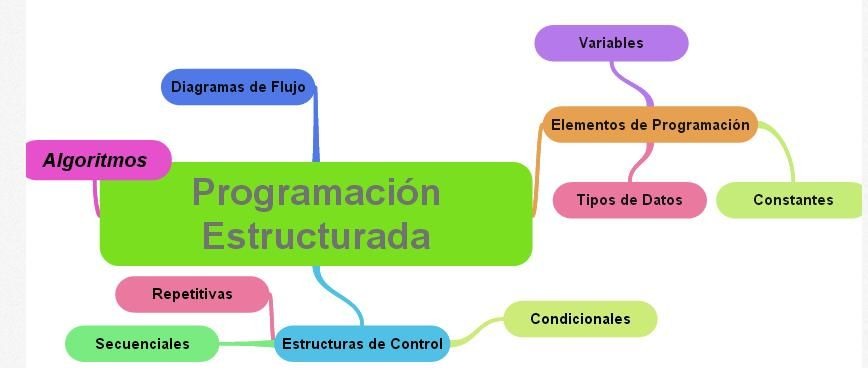 Variables
Diagramas de Flujo
Elementos de Programación
Algoritmos
Programación
Estructurada
Tipos de Datos
Constantes
Repetitivas
Condicionales
Secuenciales
Estructuras de Control